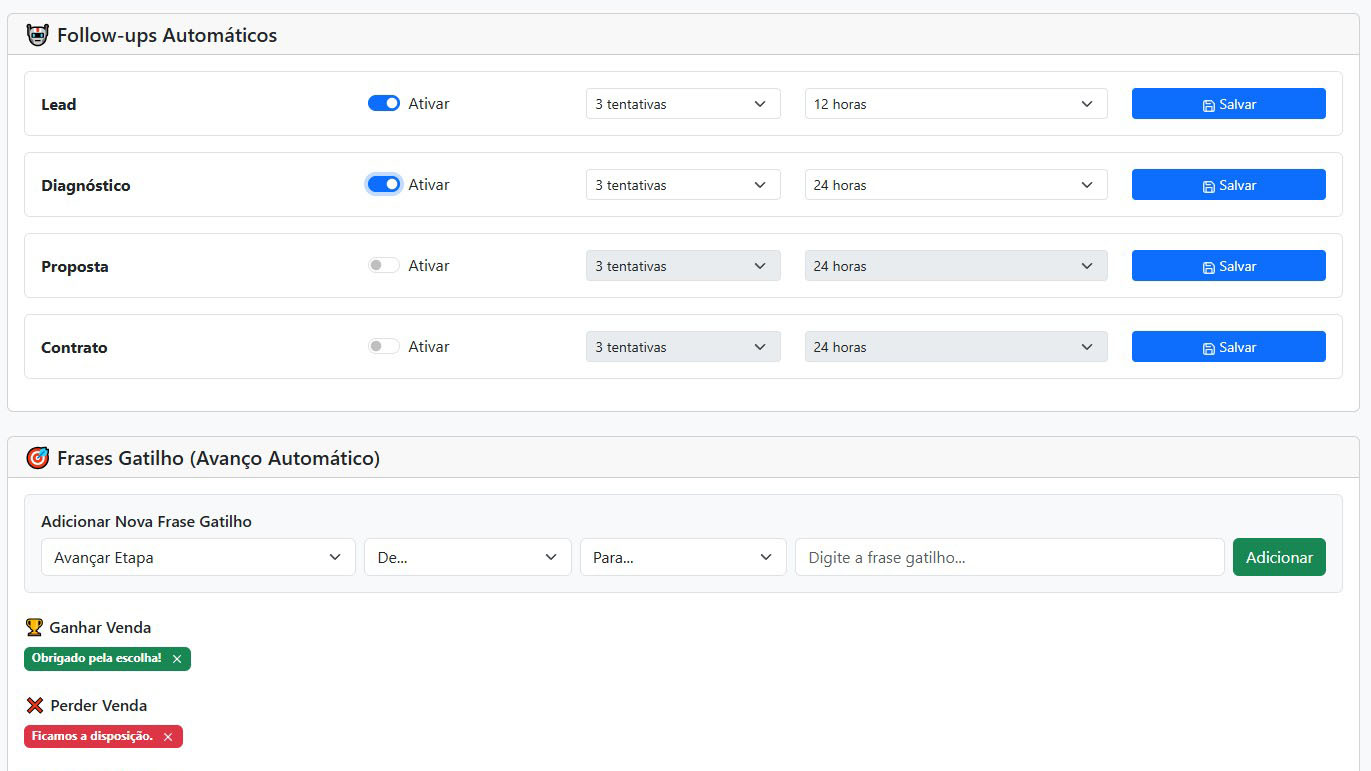 Follow-ups Automáticos
Lead Ativar 3 tentativas 12 horas Salvar
Diagnóstico Ativar 3 tentativas 24 horas Salvar
Proposta Ativar 3 tentativas 24 horas Salvar
Contrato Ativar 3 tentativas 24 horas Salvar
Frases Gatilho (Avanço Automático)
Adicionar Nova Frase Gatilho
Avançar Etapa De... Para... Digite a frase gatilho... Adicionar
Ganhar Venda
Obrigado pela escolha! ×
Perder Venda
Ficamos a disposição. ×